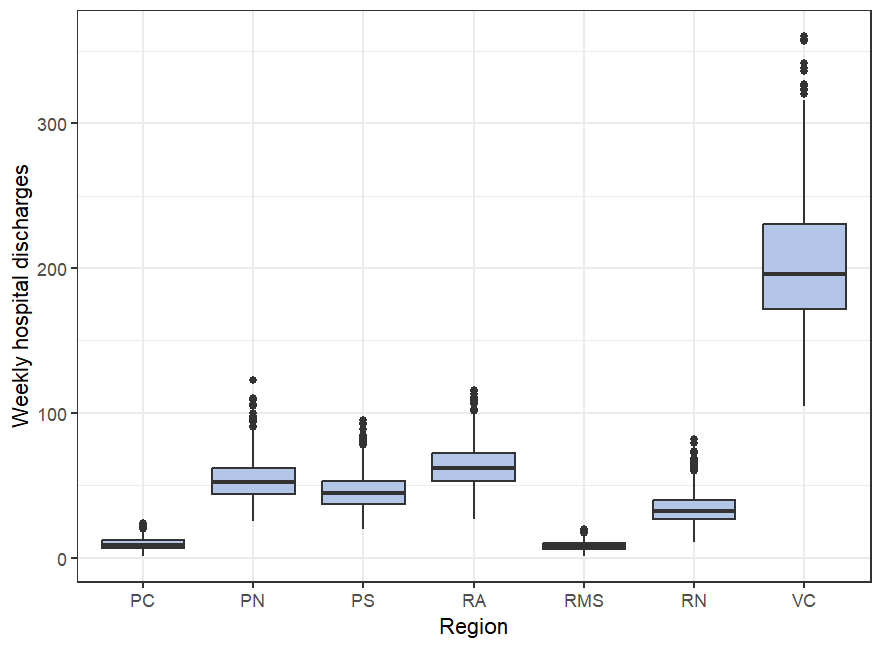 Weekly hospital discharges
300
200
100
0
PC PN PS RA RMS RN VC
Region